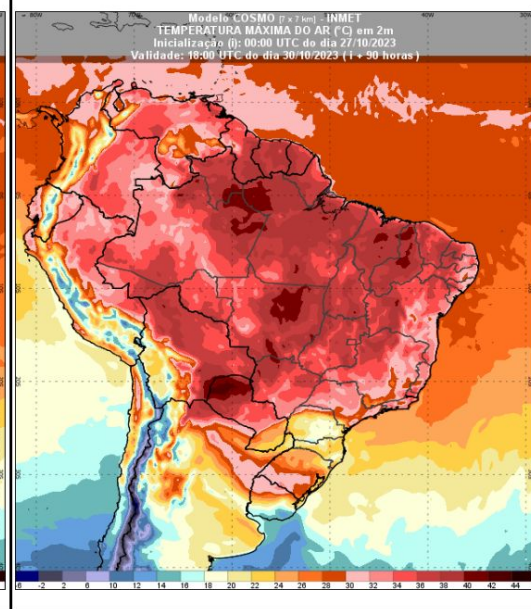 Modelo COSMO [7 x 7 km] - INMET
TEMPERATURA MÁXIMA DO AR (°C) em 2m
Inicialização (i): 00:00 UTC do dia 27/10/2023
Validade: 18:00 UTC do dia 30/10/2023 ( i + 90 horas )
-6 -2 2 6 10 12 14 16 18 20 22 24 26 28 30 32 34 36 38 40 42 44